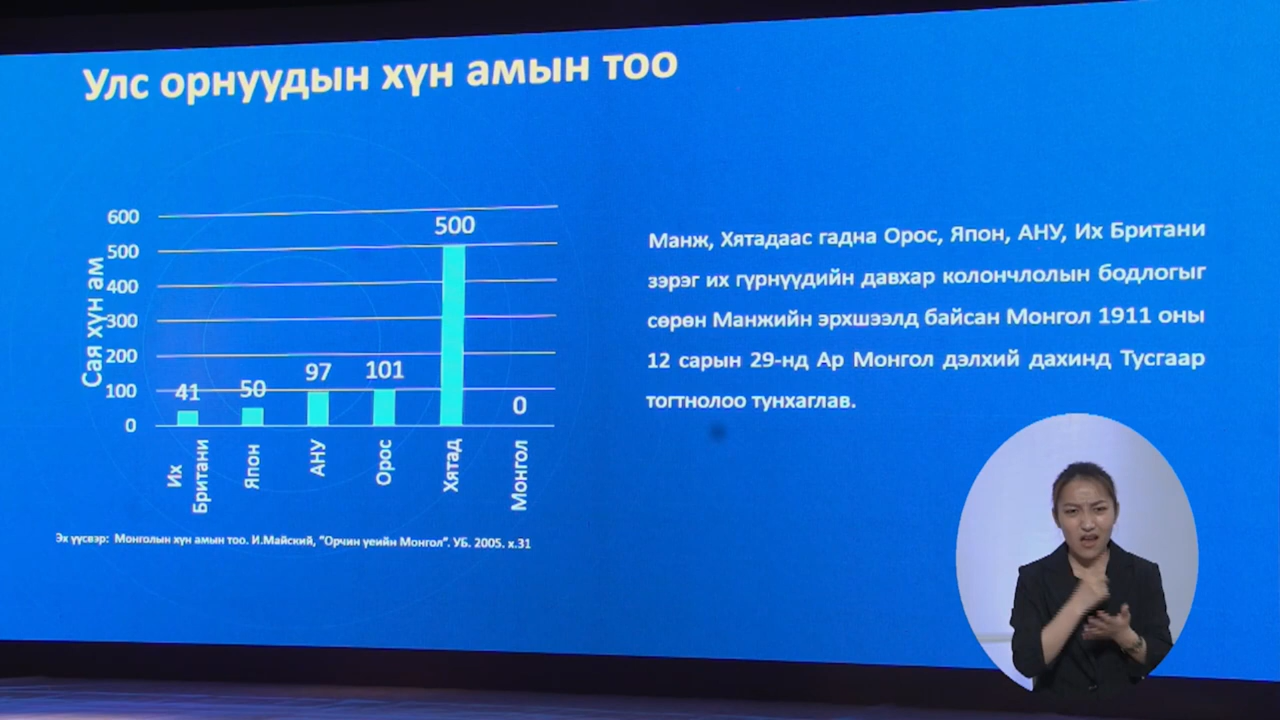 Улс орнуудын хүн амын тоо
Сая хүн ам
600
500
400
300
200
100
0
41
50
97
101
500
0
Их Британи
Япон
АНУ
Орос
Хятад
Монгол
Эх үүсвэр: Монголын хүн амын тоо. И.Майский, "Орчин үеийн Монгол". УБ. 2005. х.31
Манж, Хятадаас гадна Орос, Япон, АНУ, Их Британи
зэрэг их гүрнүүдийн давхар колончлолын бодлогыг
сөрөн Манжийн эрхшээлд байсан Монгол 1911 оны
12 сарын 29-нд Ар Монгол дэлхий дахинд Тусгаар
тогтнолоо тунхаглав.